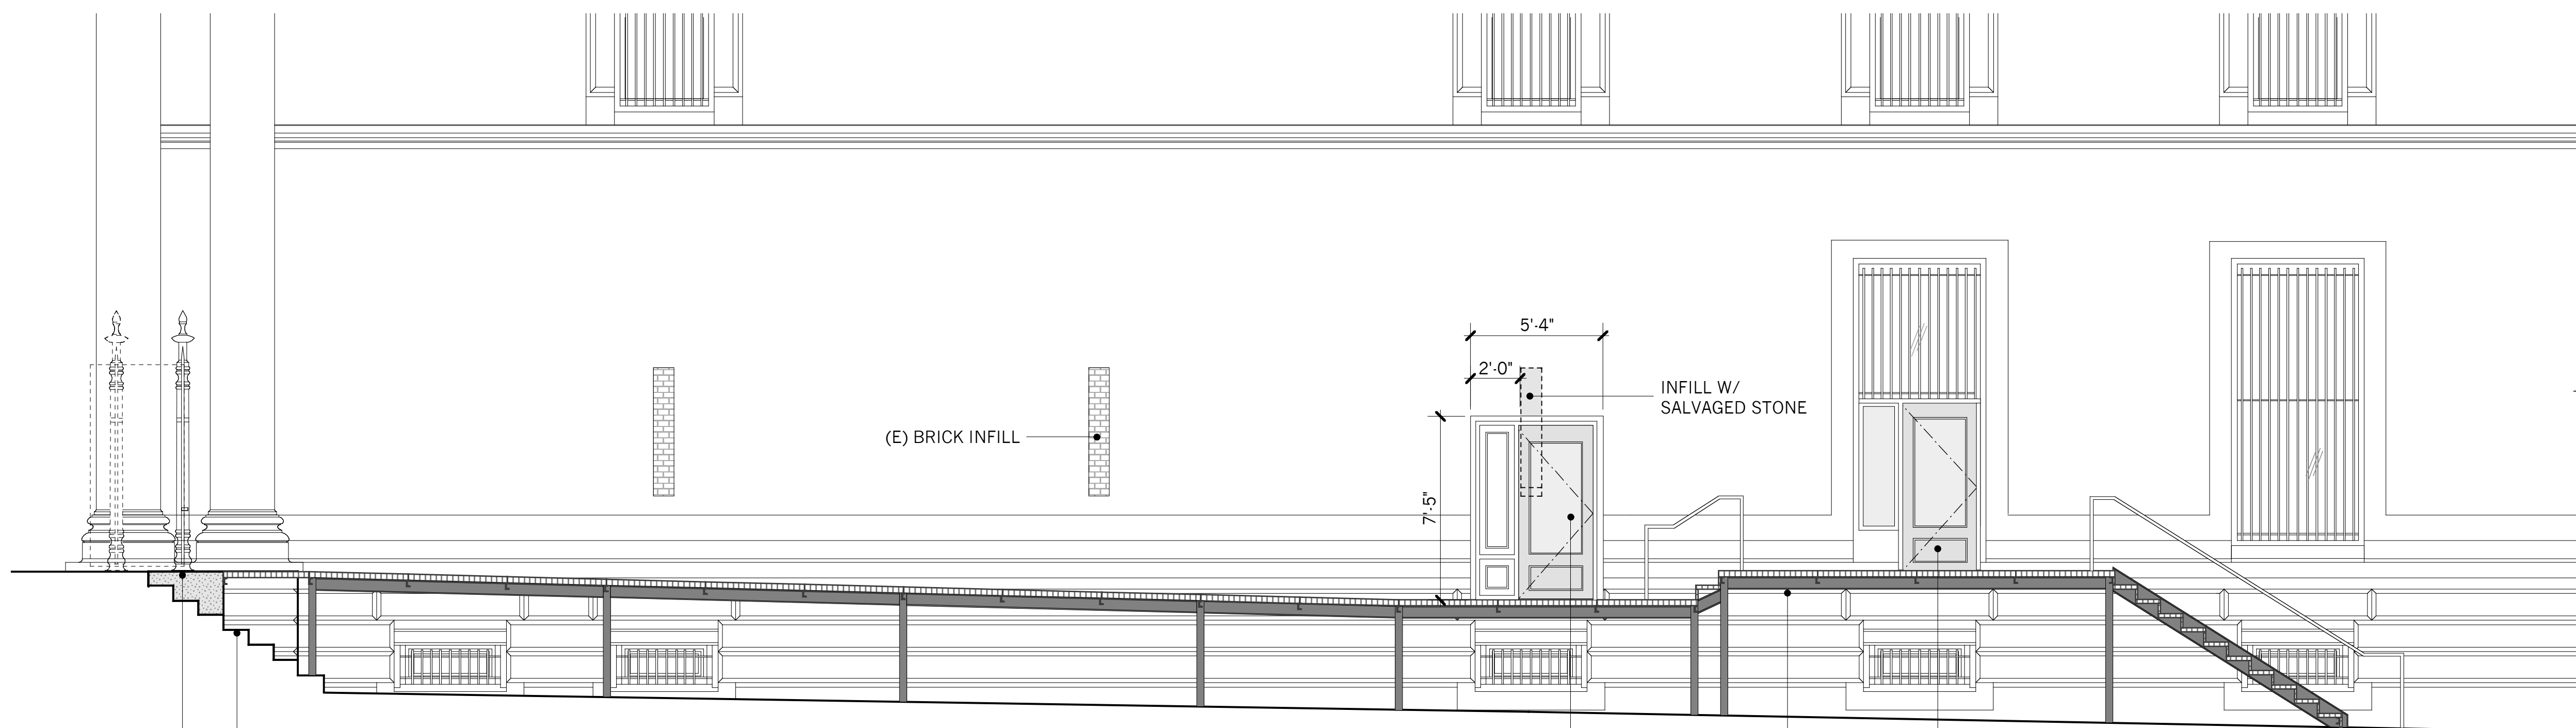 5'-4"
2'-0"
INFILL W/
SALVAGED STONE
(E) BRICK INFILL
7'-5"